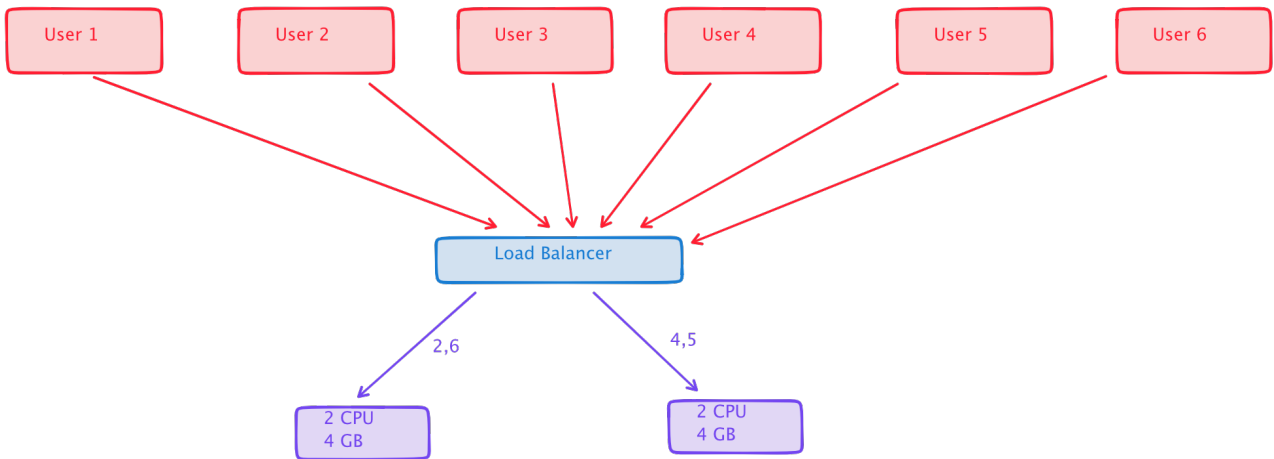 User 1
User 2
User 3
User 4
User 5
User 6
Load Balancer
2,6
4,5
2 CPU
4 GB
2 CPU
4 GB